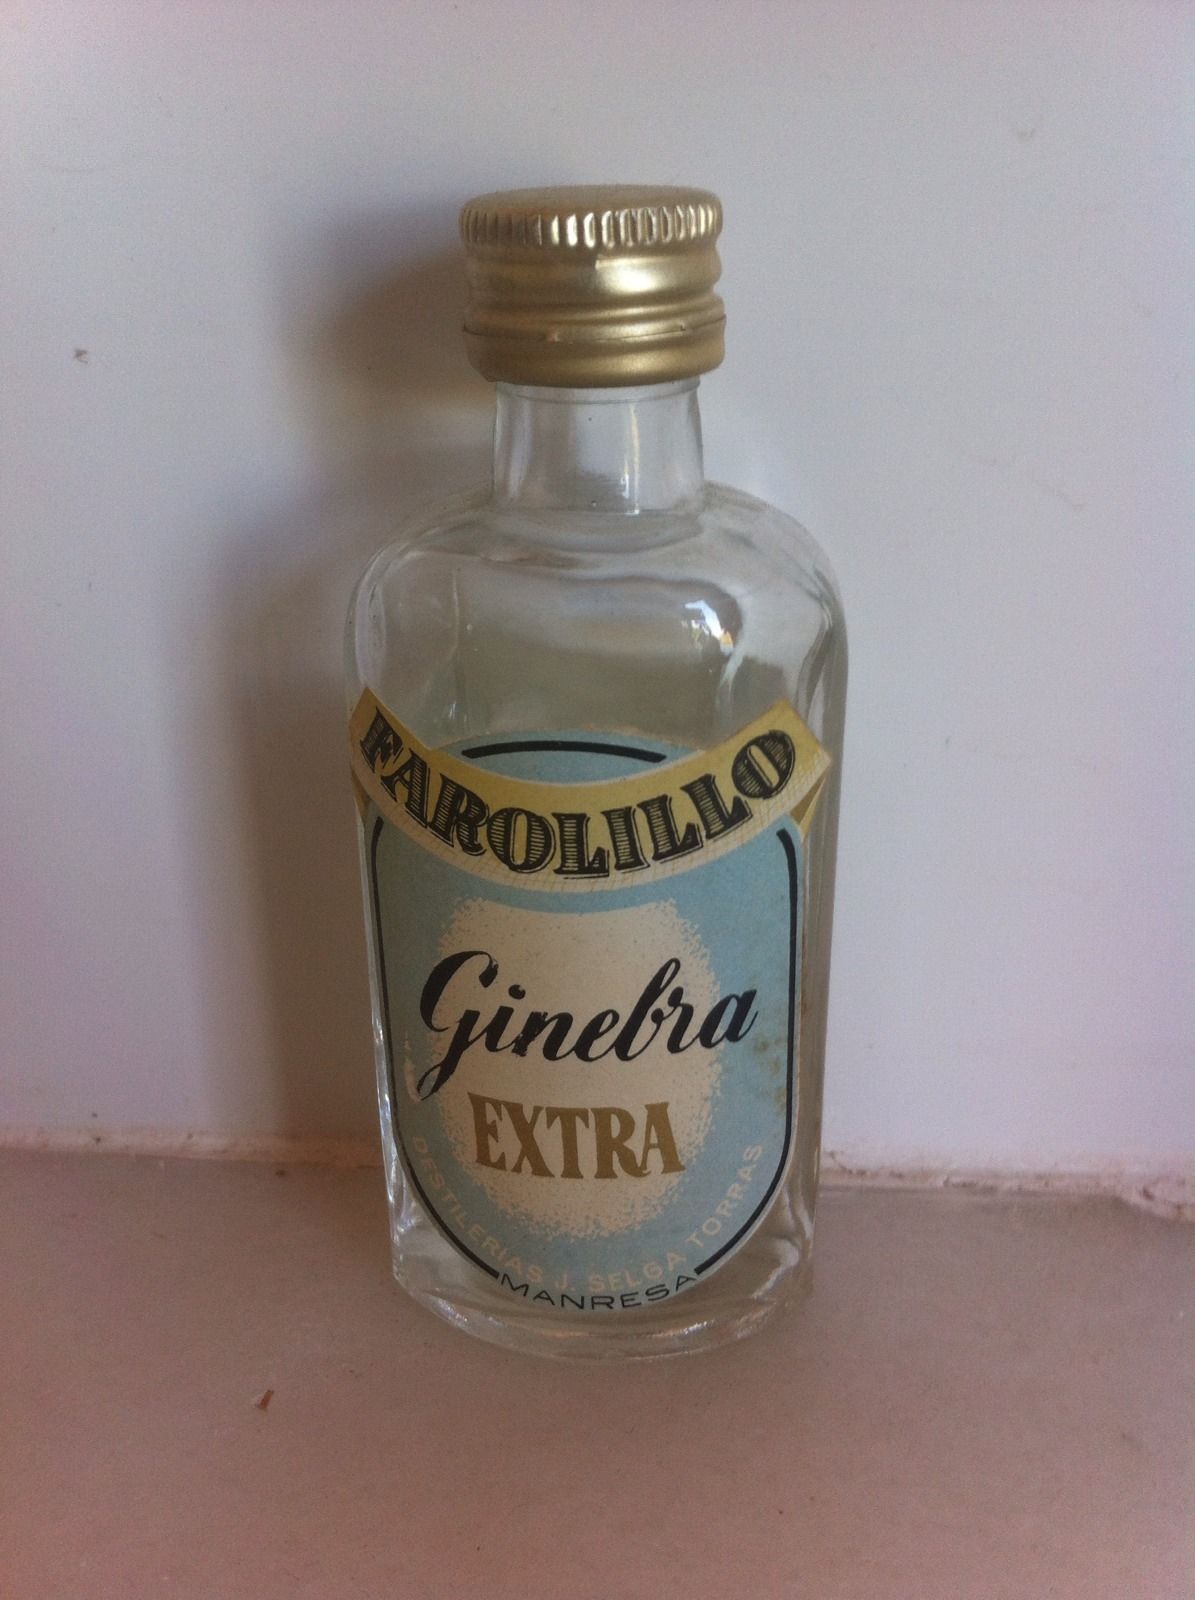 FAROLILLO
Ginebra
EXTRA
DESTILERIAS J. SELGA TORRAS
MANRESA